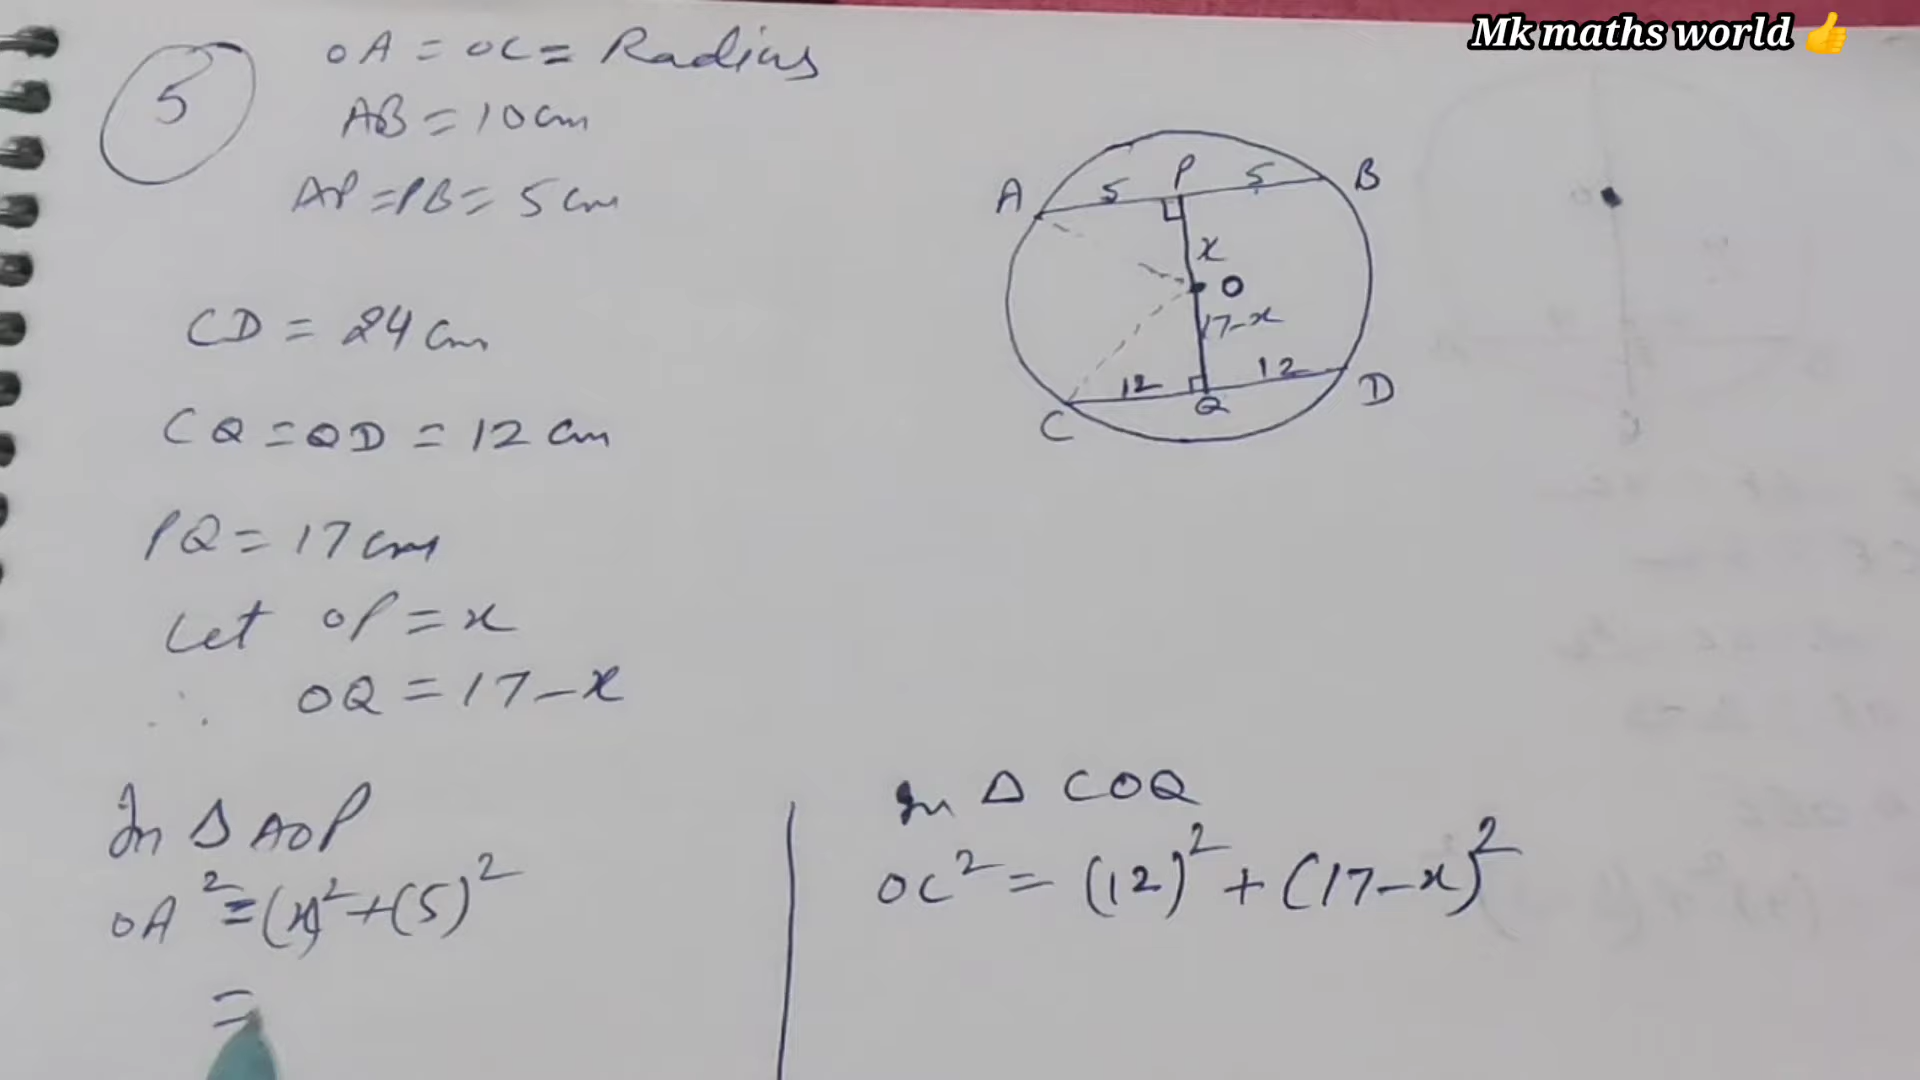 Mk maths world 👍
5
OA = OC = Radius
AB = 10 cm
AP = PB = 5 cm
CD = 24 cm
CQ = QD = 12 cm
PQ = 17 cm
Let OP = x
∴ OQ = 17 - x
A 5 P 5 B
x
O
17-x
12 12
C Q D
In Δ AOP
OA² = (x)² + (5)²
=
In Δ COQ
OC² = (12)² + (17-x)²